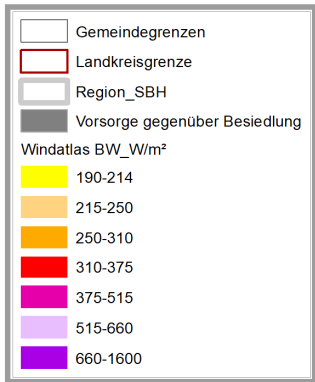 Gemeindegrenzen
Landkreisgrenze
Region_SBH
Vorsorge gegenüber Besiedlung
Windatlas BW_W/m²
190-214
215-250
250-310
310-375
375-515
515-660
660-1600